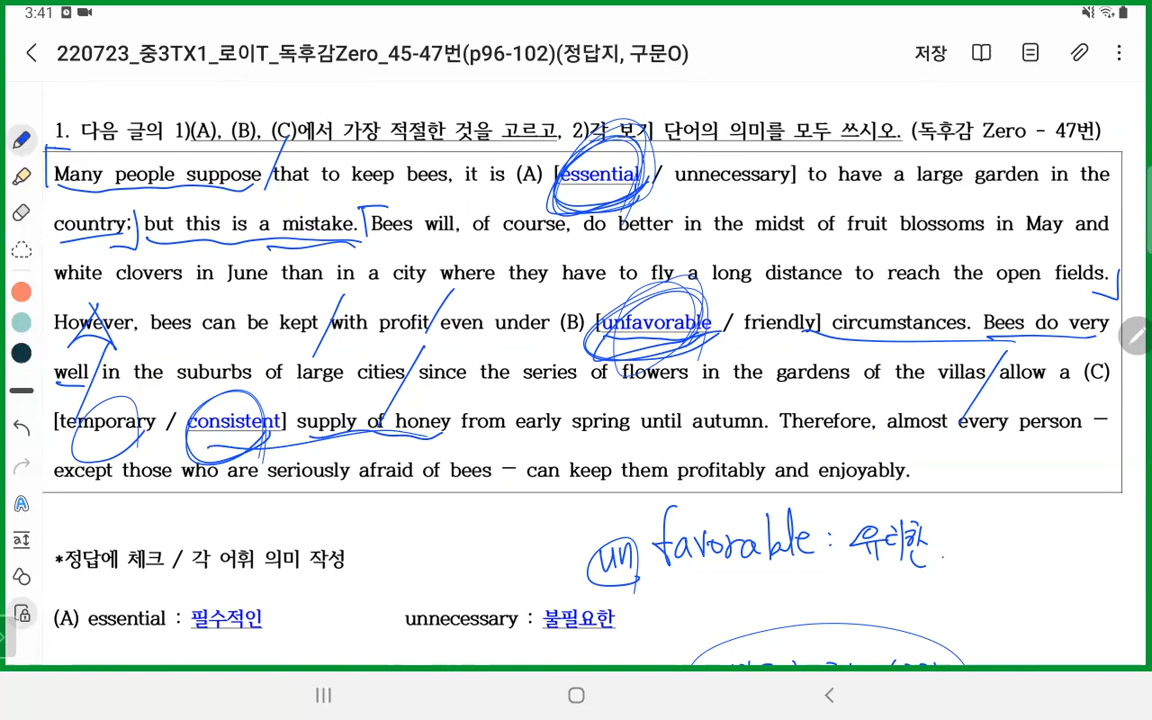 3:41
220723_중3TX1_로이T_독후감Zero_45-47번(p96-102)(정답지, 구문O)
저장
1. 다음 글의 1)(A), (B), (C)에서 가장 적절한 것을 고르고, 2)각 보기 단어의 의미를 모두 쓰시오. (독후감 Zero - 47번)
Many people suppose that to keep bees, it is (A) [essential / unnecessary] to have a large garden in the
country; but this is a mistake. Bees will, of course, do better in the midst of fruit blossoms in May and
white clovers in June than in a city where they have to fly a long distance to reach the open fields.
However, bees can be kept with profit even under (B) [unfavorable / friendly] circumstances. Bees do very
well in the suburbs of large cities since the series of flowers in the gardens of the villas allow a (C)
[temporary / consistent] supply of honey from early spring until autumn. Therefore, almost every person —
except those who are seriously afraid of bees — can keep them profitably and enjoyably.
un favorable : 유리한
*정답에 체크 / 각 어휘 의미 작성
(A) essential : 필수적인 unnecessary : 불필요한